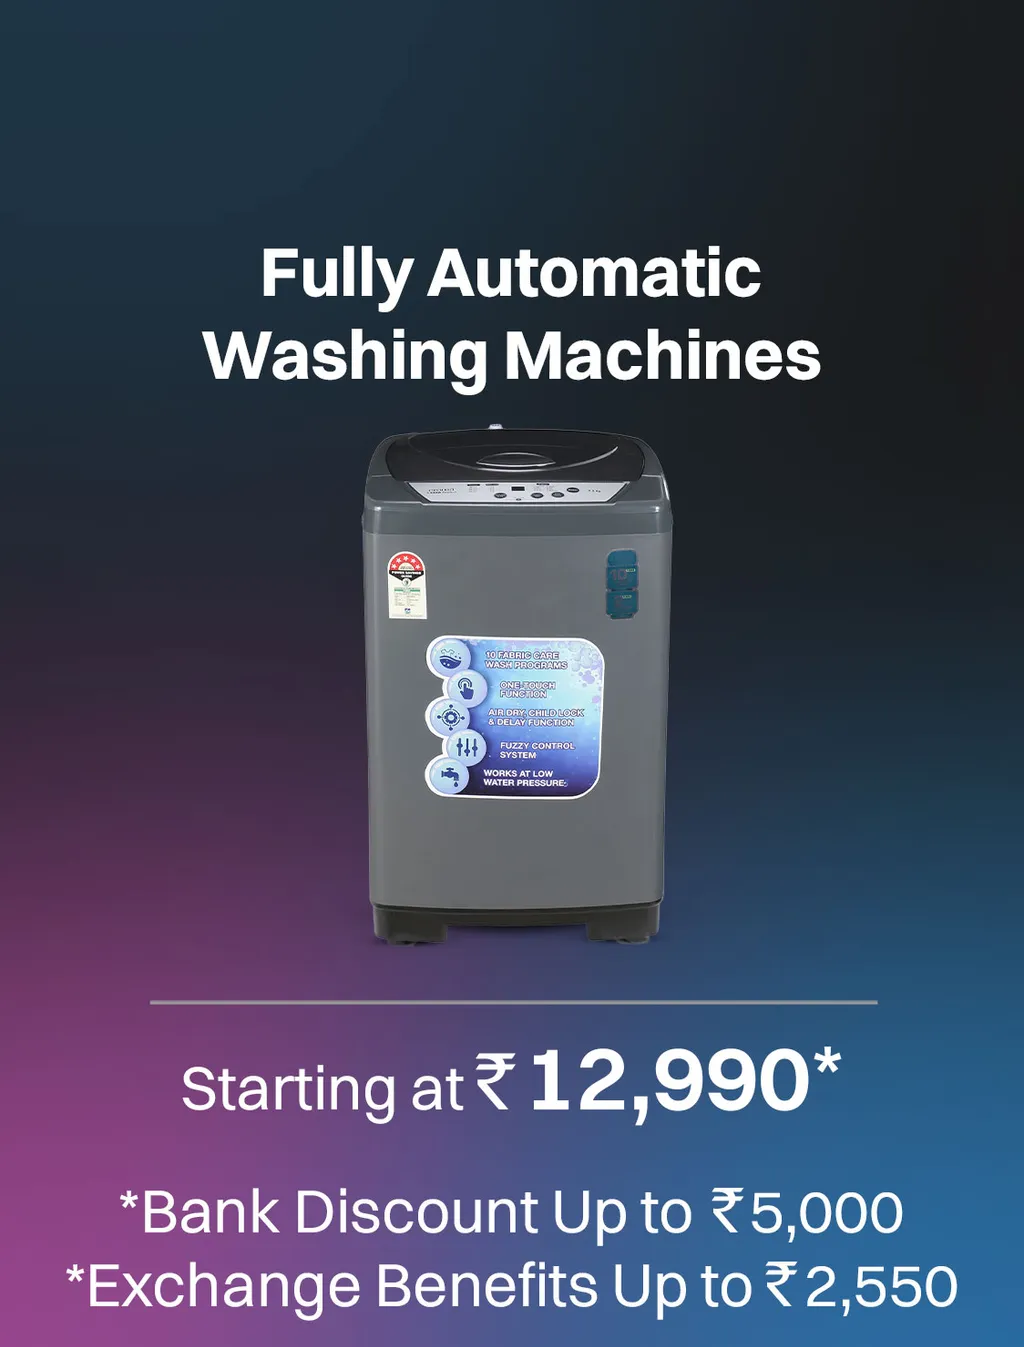 Fully Automatic
Washing Machines
10 FABRIC CARE
WASH PROGRAMS
ONE-TOUCH
FUNCTION
AIR DRY, CHILD LOCK
& DELAY FUNCTION
FUZZY CONTROL
SYSTEM
WORKS AT LOW
WATER PRESSURE
Starting at ₹12,990*
*Bank Discount Up to ₹5,000
*Exchange Benefits Up to ₹2,550